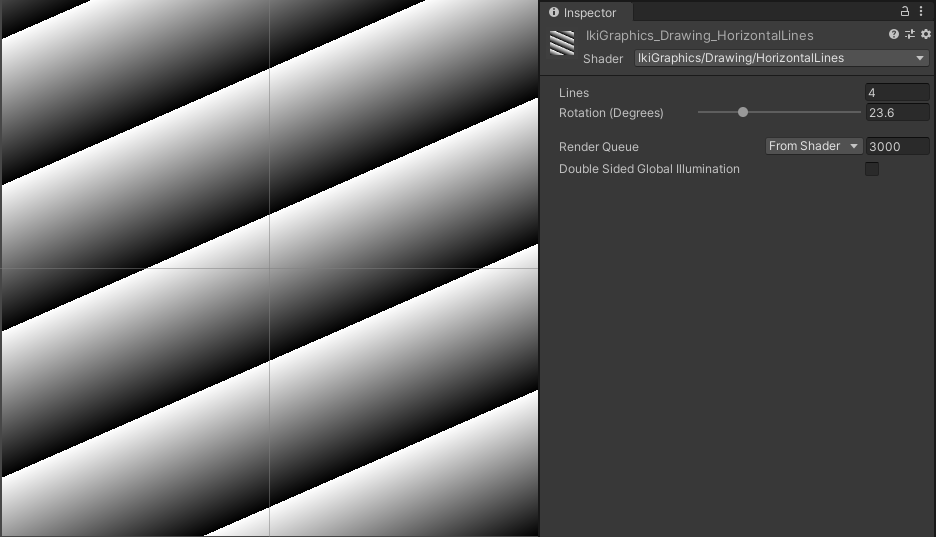 Inspector
IkiGraphics_Drawing_HorizontalLines
Shader IkiGraphics/Drawing/HorizontalLines
Lines 4
Rotation (Degrees) 23.6
Render Queue From Shader 3000
Double Sided Global Illumination